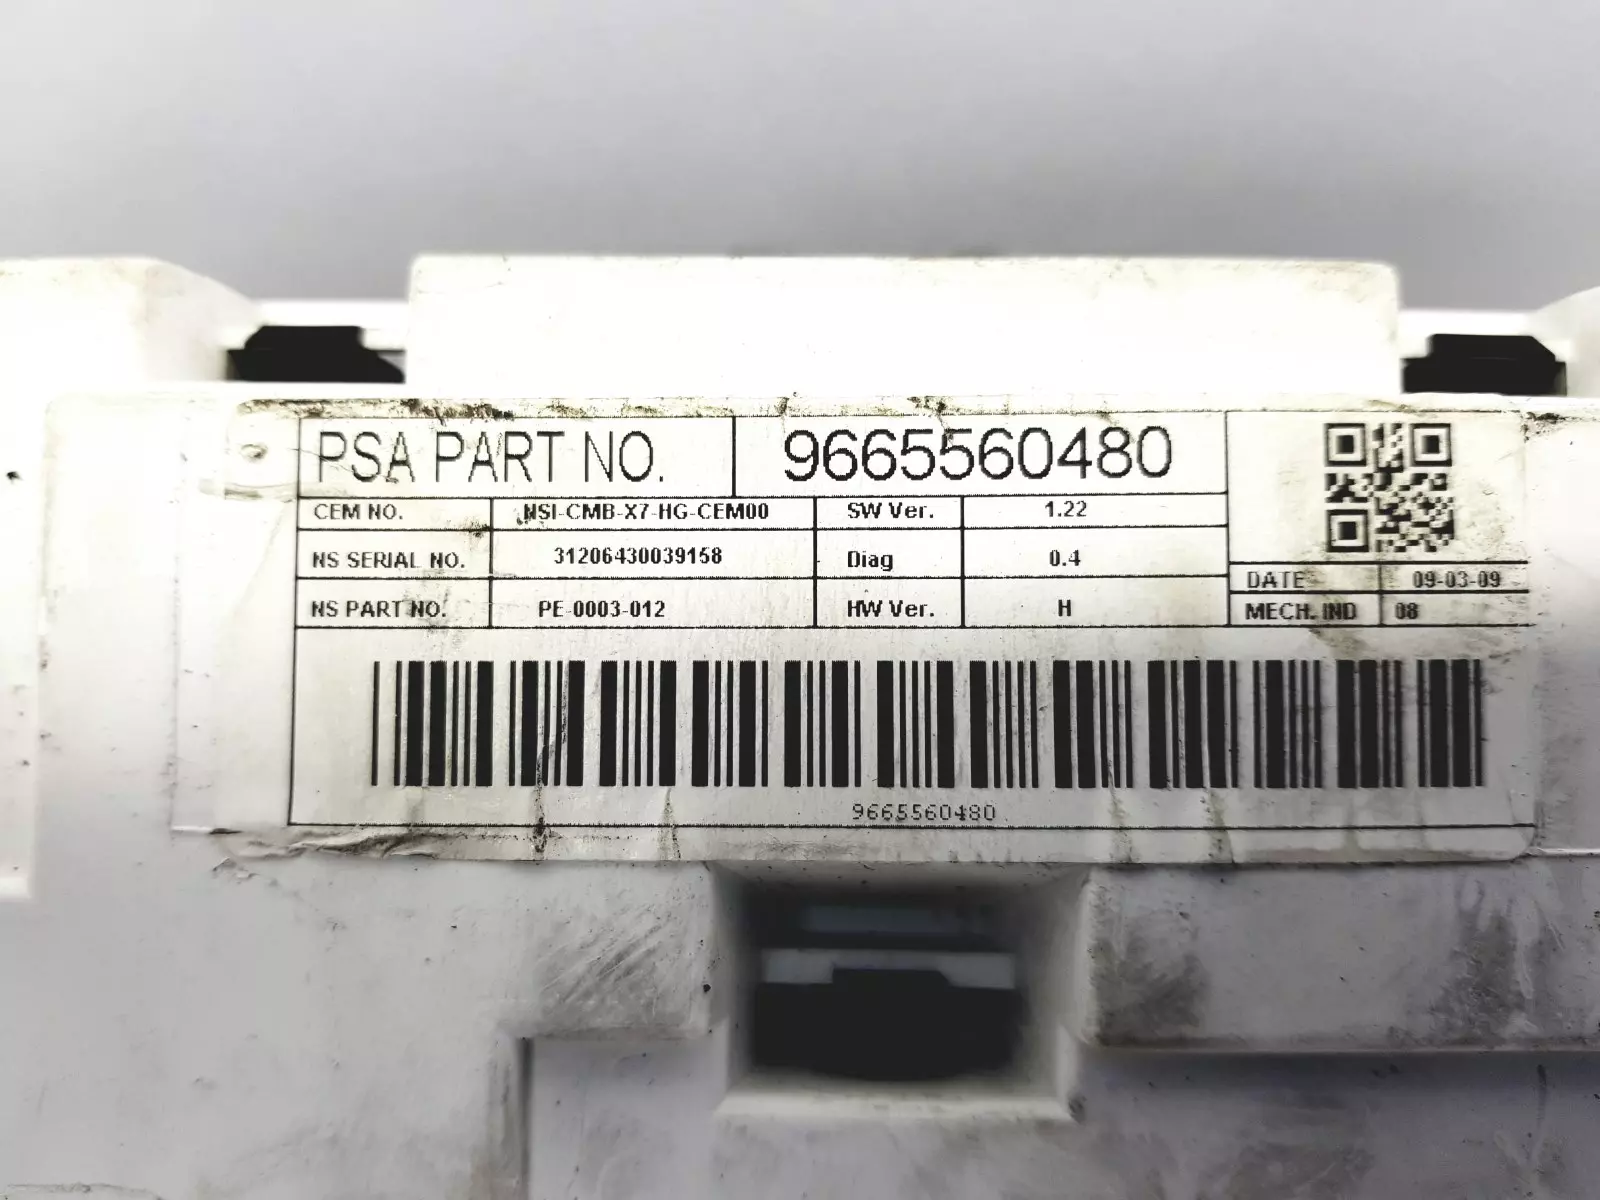 PSA PART NO. 9665560480
CEM NO. NSI-CMB-X7-HG-CEM00 SW Ver. 1.22
NS SERIAL NO. 31206430039158 Diag 0.4
DATE 09-03-09
NS PART NO. PE-0003-012 HW Ver. H
MECH. IND 08
9665560480